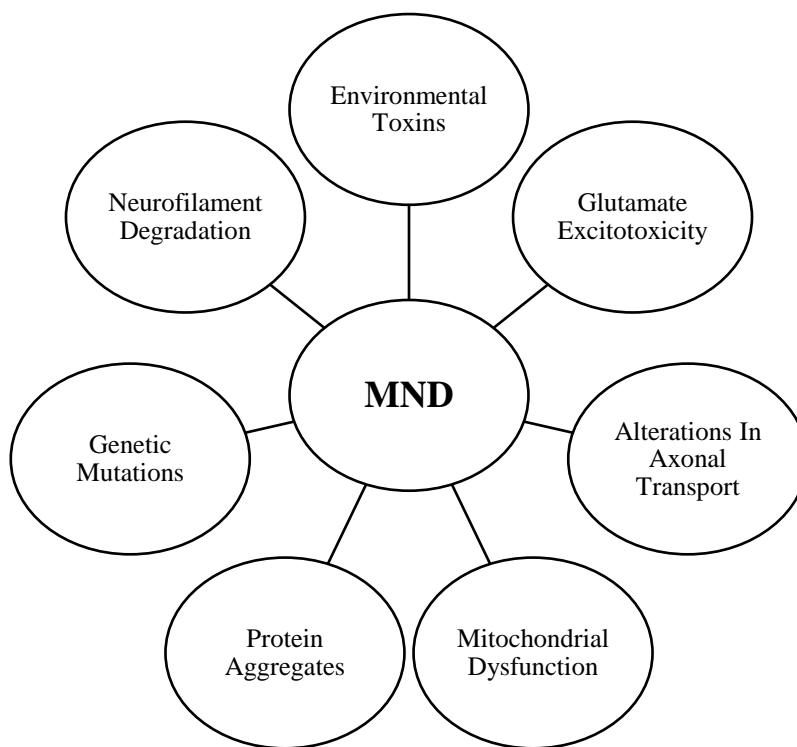 Environmental
Toxins
Glutamate
Excitotoxicity
Alterations In
Axonal
Transport
Mitochondrial
Dysfunction
Protein
Aggregates
Genetic
Mutations
Neurofilament
Degradation
MND